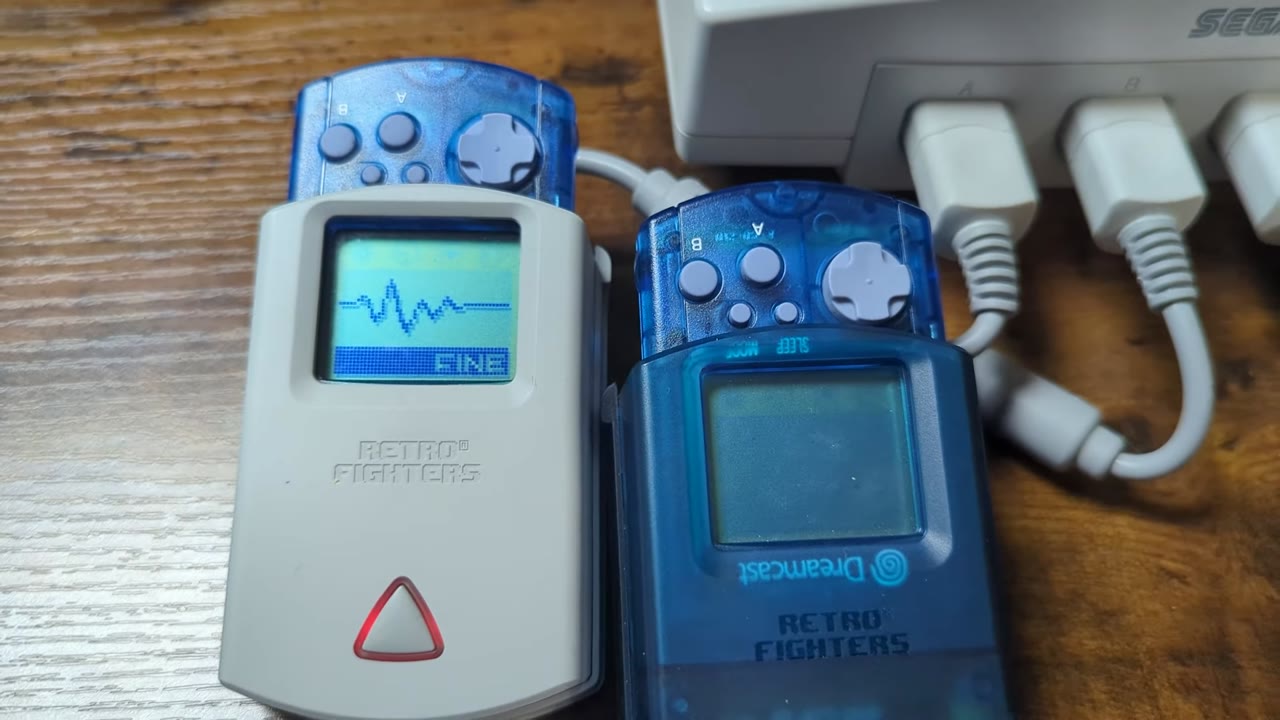 SEGA
A
B
A
B
A
B
FINE
SLEEP
MODE
RETRO
FIGHTERS
Dreamcast
RETRO
FIGHTERS